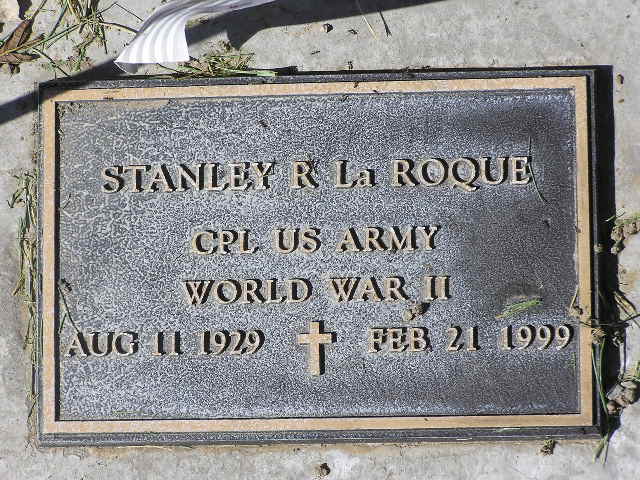 STANLEY R La ROQUE
CPL US ARMY
WORLD WAR II
AUG 11 1929 FEB 21 1999